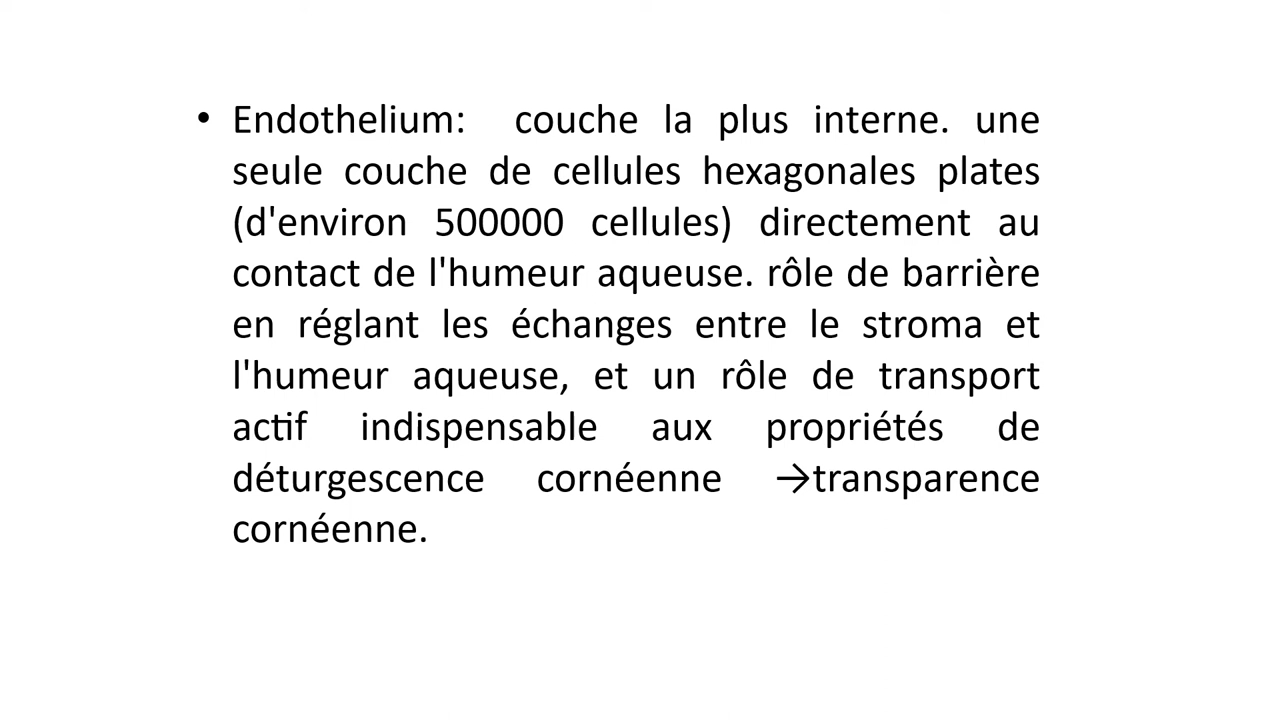 • Endothelium: couche la plus interne. une
seule couche de cellules hexagonales plates
(d'environ 500000 cellules) directement au
contact de l'humeur aqueuse. rôle de barrière
en réglant les échanges entre le stroma et
l'humeur aqueuse, et un rôle de transport
actif indispensable aux propriétés de
déturgescence cornéenne →transparence
cornéenne.